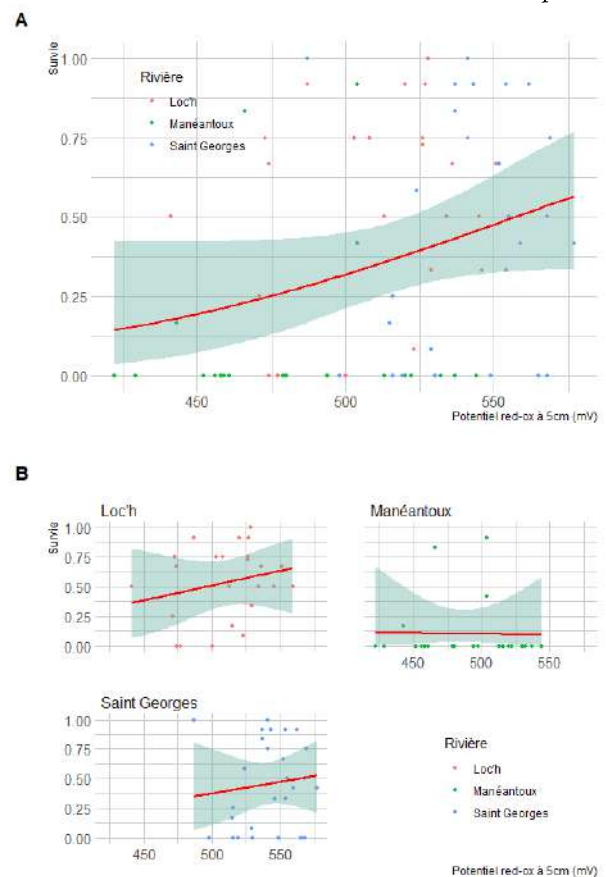 A
Survie
1.00
0.75
0.50
0.25
0.00
Rivière
Loc'h
Manéantoux
Saint Georges
450 500 550
Potentiel red-ox à 5cm (mV)
B
Loc'h Manéantoux
Survie
1.00
0.75
0.50
0.25
0.00
450 500 550
Saint Georges
1.00
0.75
0.50
0.25
0.00
450 500 550
Rivière
Loc'h
Manéantoux
Saint Georges
Potentiel red-ox à 5cm (mV)